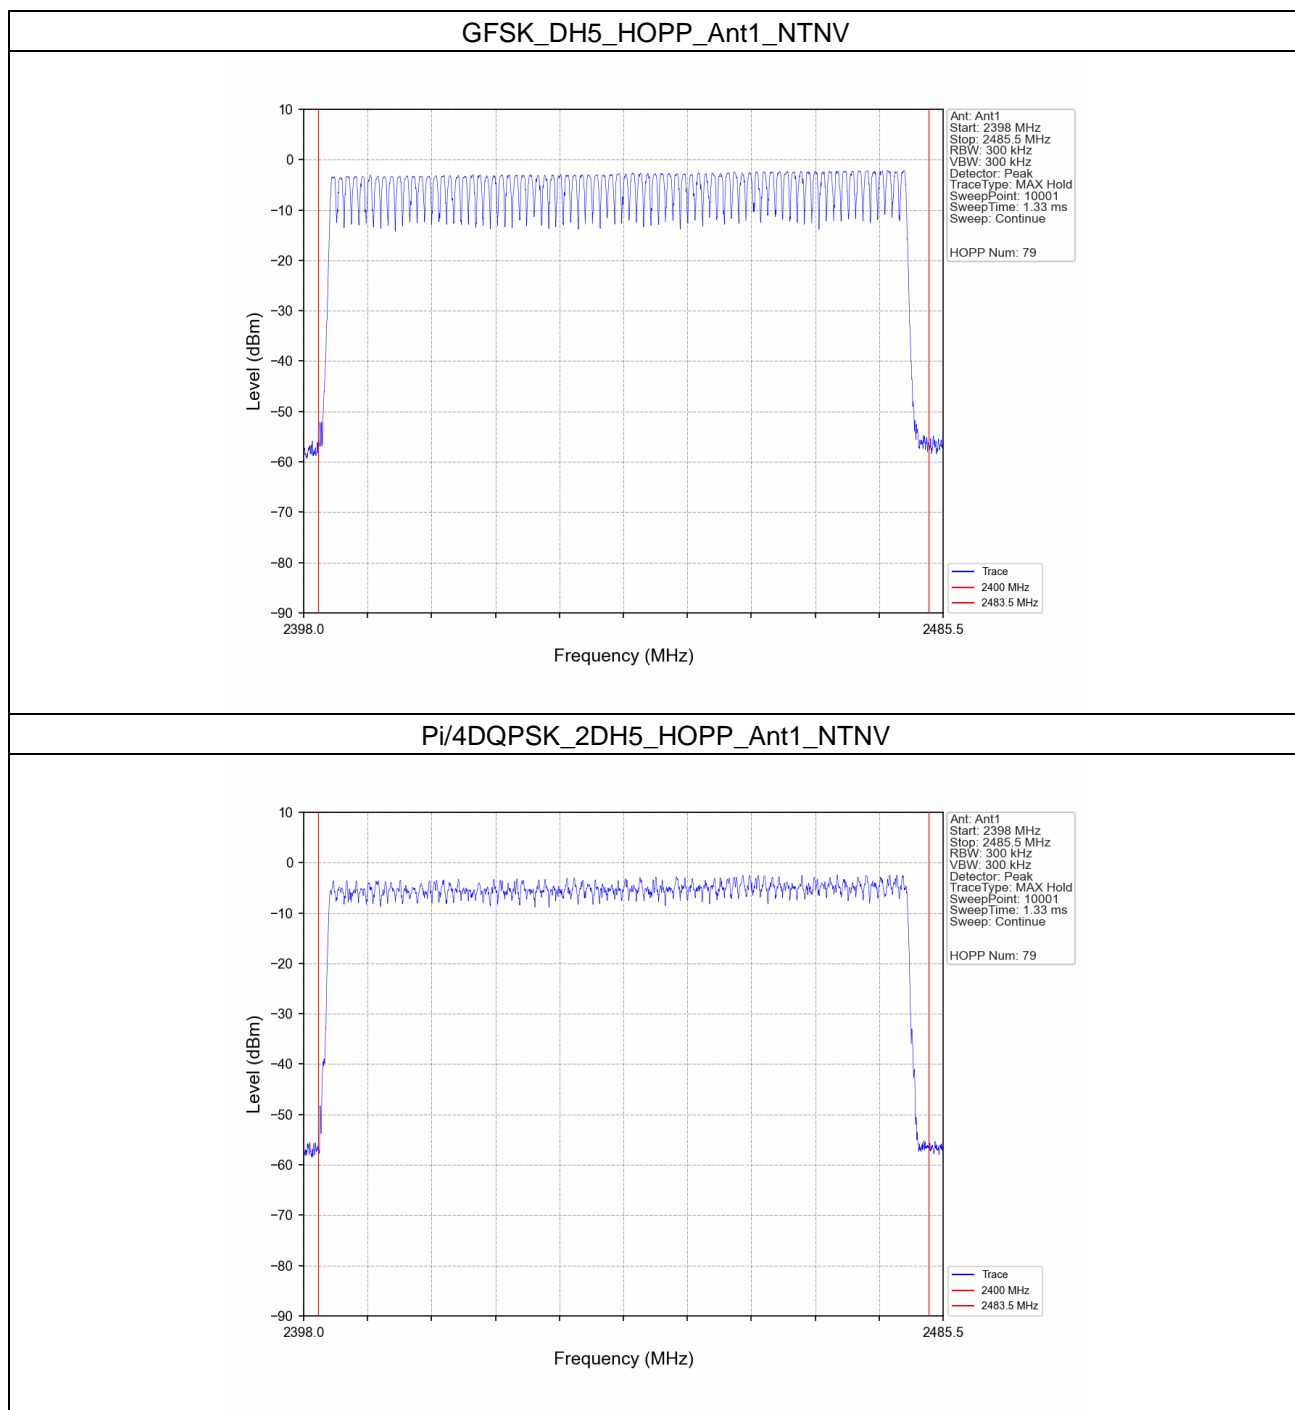 GFSK_DH5_HOPP_Ant1_NTNV
10
0
−10
−20
−30
−40
−50
−60
−70
−80
−90
Level (dBm)
2398.0
2485.5
Frequency (MHz)
Ant: Ant1
Start: 2398 MHz
Stop: 2485.5 MHz
RBW: 300 kHz
VBW: 300 kHz
Detector: Peak
TraceType: MAX Hold
SweepPoint: 10001
SweepTime: 1.33 ms
Sweep: Continue
HOPP Num: 79
Trace
2400 MHz
2483.5 MHz
Pi/4DQPSK_2DH5_HOPP_Ant1_NTNV
10
0
−10
−20
−30
−40
−50
−60
−70
−80
−90
Level (dBm)
2398.0
2485.5
Frequency (MHz)
Ant: Ant1
Start: 2398 MHz
Stop: 2485.5 MHz
RBW: 300 kHz
VBW: 300 kHz
Detector: Peak
TraceType: MAX Hold
SweepPoint: 10001
SweepTime: 1.33 ms
Sweep: Continue
HOPP Num: 79
Trace
2400 MHz
2483.5 MHz